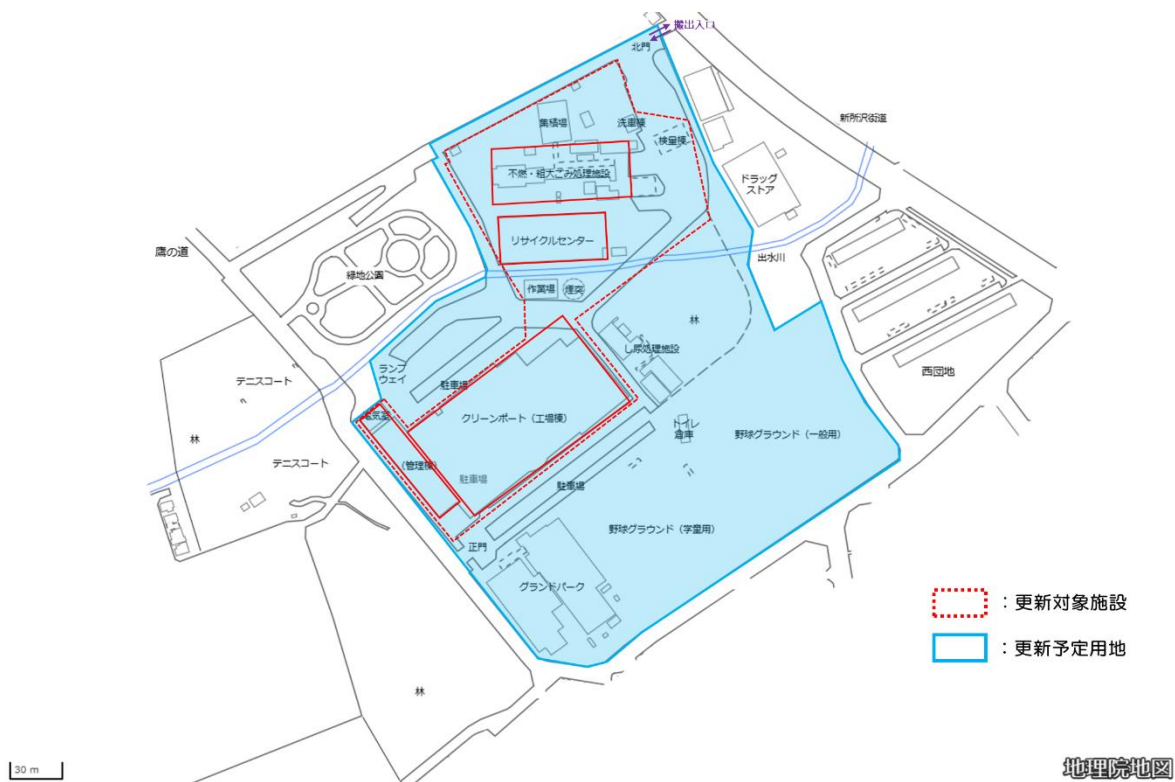 搬出入口
北門
新所沢街道
集積場
洗車棟
検量棟
不燃・粗大ごみ処理施設
ドラッグ
ストア
リサイクルセンター
鷹の道
緑地公園
出水川
作業場
煙突
林
し尿処理施設
ランプ
ウェイ
駐車場
西団地
テニスコート
電気室
クリーンポート（工場棟）
トイレ
倉庫
野球グラウンド（一般用）
林
テニスコート
（管理棟）
駐車場
駐車場
野球グラウンド（学童用）
正門
グランドパーク
：更新対象施設
：更新予定用地
林
30 m
地理院地図